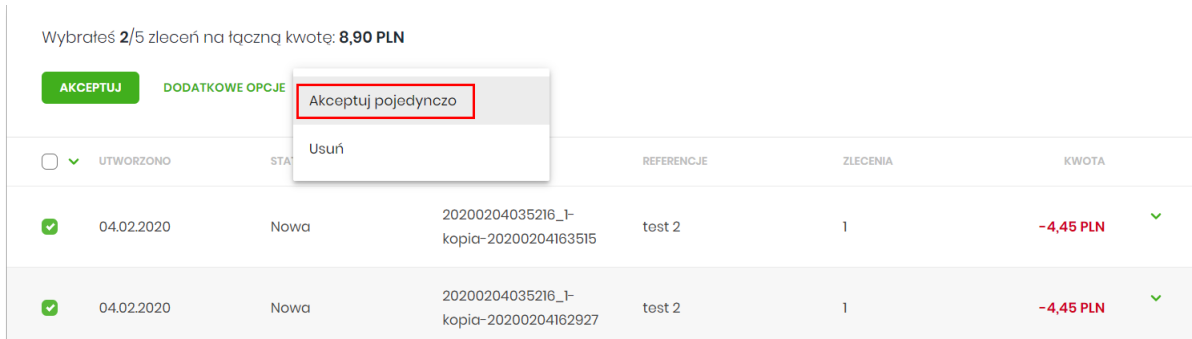 Wybrałeś 2/5 zleceń na łączną kwotę: 8,90 PLN
AKCEPTUJ DODATKOWE OPCJE
Akceptuj pojedynczo
Usuń
UTWORZONO REFERENCJE ZLECENIA KWOTA
04.02.2020 Nowa 20200204035216_1- test 2 1 -4,45 PLN
kopia-20200204163515
04.02.2020 Nowa 20200204035216_1- test 2 1 -4,45 PLN
kopia-20200204162927